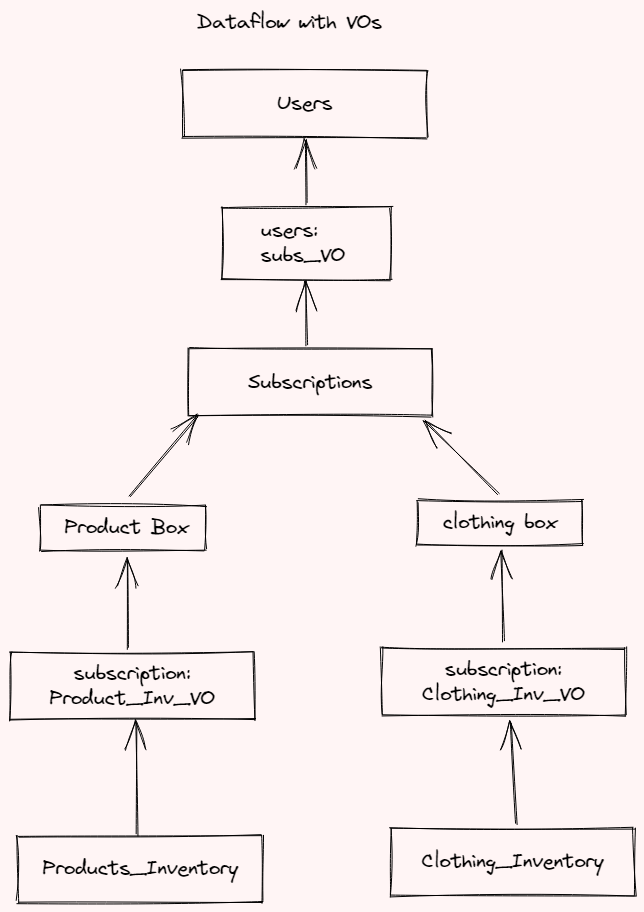 Dataflow with VOs
Users
users:
subs_VO
Subscriptions
Product Box
clothing box
subscription:
Product_Inv_VO
subscription:
Clothing_Inv_VO
Products_Inventory
Clothing_Inventory